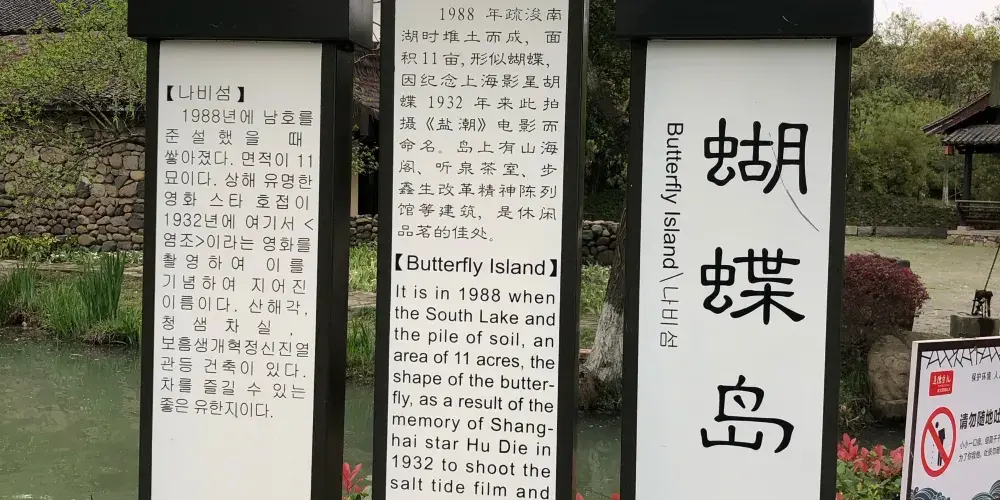 【나비섬】
1988년에 남호를
준설했을 때
쌓아졌다. 면적이 11
묘이다. 상해 유명한
영화 스타 호접이
1932년에 여기서 <
염조>이라는 영화를
촬영하여 이를
기념하여 지어진
이름이다. 산해각,
청샘차실,
보흠생개혁정신진열
관등 건축이 있다.
차를 즐길 수 있는
좋은 유한지이다.
1988 年疏浚南
湖时堆土而成，面
积11亩，形似蝴蝶，
因纪念上海影星胡
蝶 1932 年来此拍
摄《盐潮》电影而
命名。岛上有山海
阁、听泉茶室、步
鑫生改革精神陈列
馆等建筑，是休闲
品茗的佳处。
【Butterfly Island】
It is in 1988 when
the South Lake and
the pile of soil, an
area of 11 acres, the
shape of the butter-
fly, as a result of the
memory of Shang-
hai star Hu Die in
1932 to shoot the
salt tide film and
蝴蝶岛
Butterfly Island\나비섬
保护环境 人
请勿随地吐